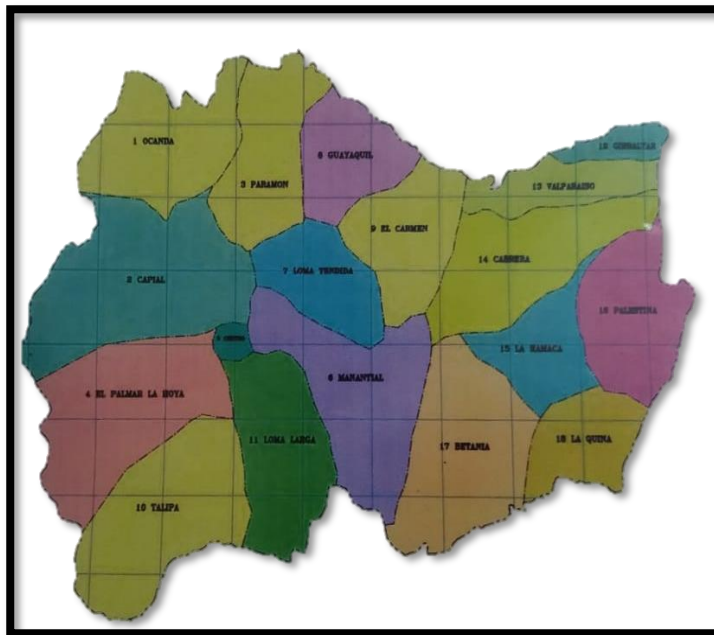 1 OCANDA
3 PARAMON
8 GUAYAQUIL
12 GIBRALTAR
13 VALPARAISO
9 EL CARMEN
14 CABRERA
2 CAPIAL
7 LOMA TENDIDA
16 PALESTINA
15 LA HAMACA
6 MANANTIAL
4 EL PALMAR LA HOYA
11 LOMA LARGA
17 BETANIA
18 LA QUINA
10 TALIPA